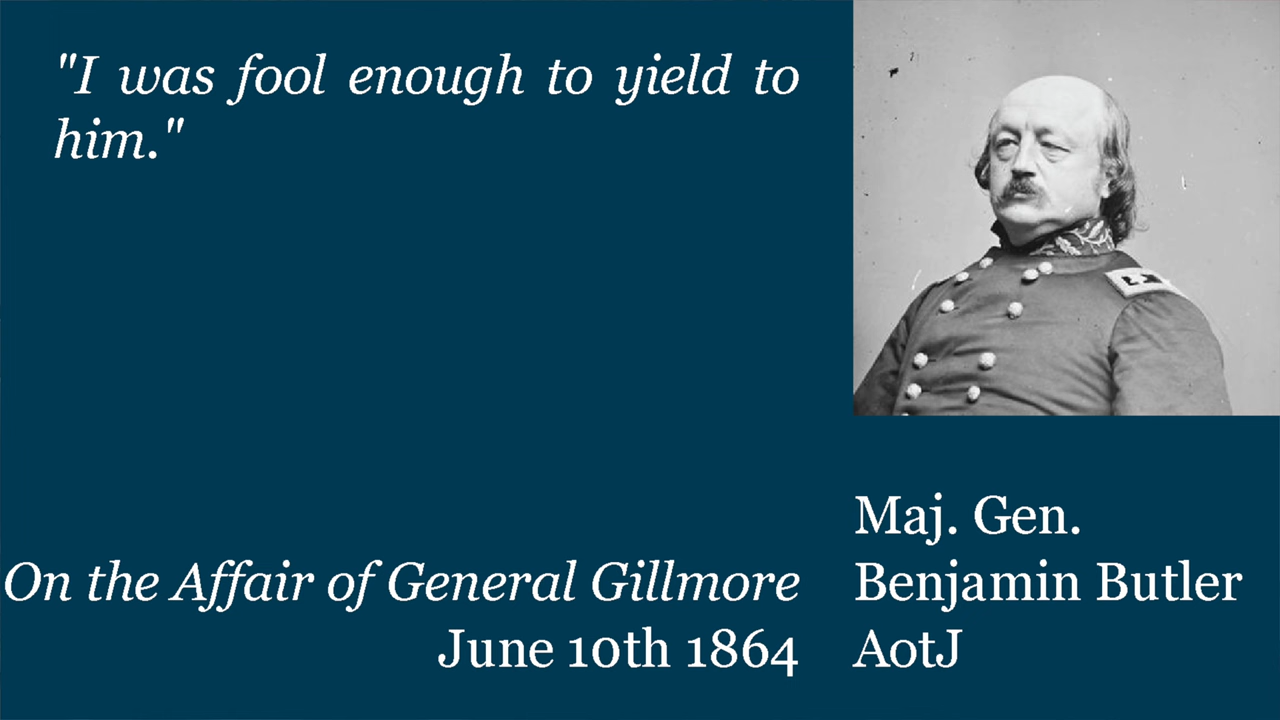 "I was fool enough to yield to
him."
On the Affair of General Gillmore
June 10th 1864
Maj. Gen.
Benjamin Butler
AotJ